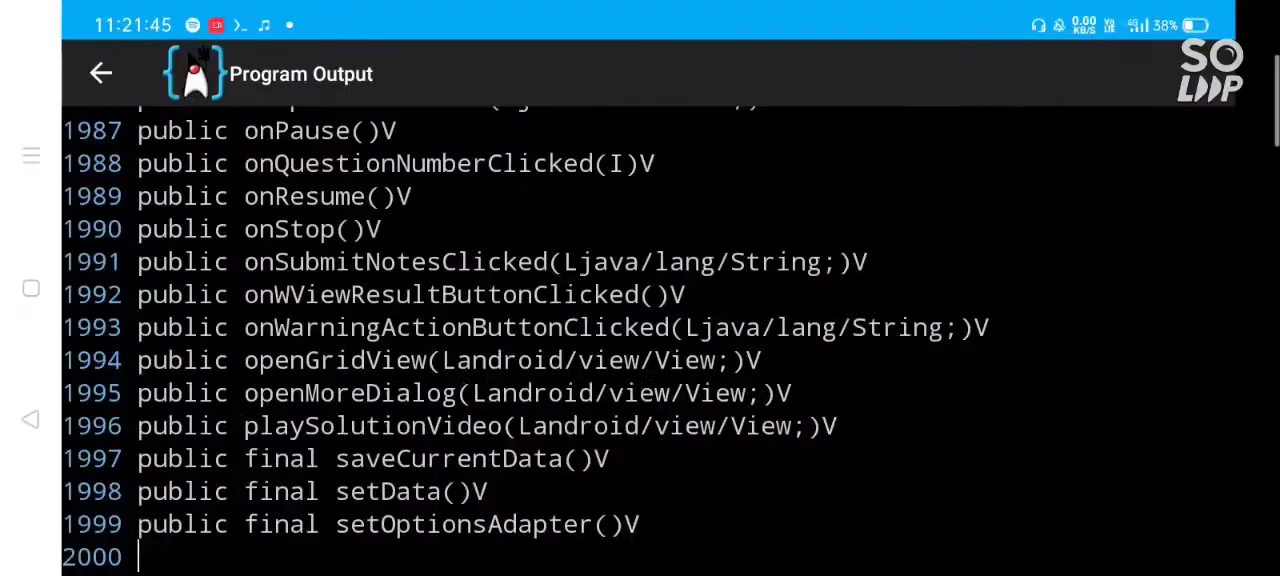 11:21:45 0.00 KB/S Vo LTE 4G 38%
SO
LOOP
Program Output
1987 public onPause()V
1988 public onQuestionNumberClicked(I)V
1989 public onResume()V
1990 public onStop()V
1991 public onSubmitNotesClicked(Ljava/lang/String;)V
1992 public onWViewResultButtonClicked()V
1993 public onWarningActionButtonClicked(Ljava/lang/String;)V
1994 public openGridView(Landroid/view/View;)V
1995 public openMoreDialog(Landroid/view/View;)V
1996 public playSolutionVideo(Landroid/view/View;)V
1997 public final saveCurrentData()V
1998 public final setData()V
1999 public final setOptionsAdapter()V
2000